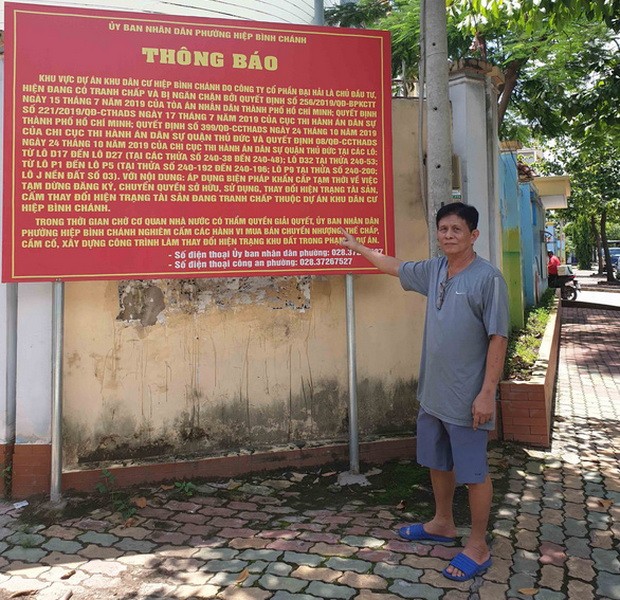 ỦY BAN NHÂN DÂN PHƯỜNG HIỆP BÌNH CHÁNH
THÔNG BÁO
KHU VỰC DỰ ÁN KHU DÂN CƯ HIỆP BÌNH CHÁNH DO CÔNG TY CỔ PHẦN ĐẠI HẢI LÀ CHỦ ĐẦU TƯ,
HIỆN ĐANG CÓ TRANH CHẤP VÀ BỊ NGĂN CHẶN BỞI QUYẾT ĐỊNH SỐ 256/2019/QĐ-BPKCTT
NGÀY 15 THÁNG 7 NĂM 2019 CỦA TÒA ÁN NHÂN DÂN THÀNH PHỐ HỒ CHÍ MINH; QUYẾT ĐỊNH SỐ
221/2019/QĐ-CTHADS NGÀY 17 THÁNG 7 NĂM 2019 CỦA CỤC THI HÀNH ÁN DÂN SỰ
THÀNH PHỐ HỒ CHÍ MINH; QUYẾT ĐỊNH SỐ 399/QĐ-CCTHADS NGÀY 24 THÁNG 10 NĂM 2019
CỦA CHI CỤC THI HÀNH ÁN DÂN SỰ QUẬN THỦ ĐỨC VÀ QUYẾT ĐỊNH 08/QĐ-CCTHADS
NGÀY 24 THÁNG 10 NĂM 2019 CỦA CHI CỤC THI HÀNH ÁN DÂN SỰ QUẬN THỦ ĐỨC TẠI CÁC LÔ:
TỪ LÔ D17 ĐẾN LÔ D27 (TẠI CÁC THỬA SỐ 240-38 ĐẾN 240-48); LÔ D32 TẠI THỬA 240-53;
TỪ LÔ P1 ĐẾN LÔ P5 (TẠI THỬA SỐ 240-192 ĐẾN 240-196; LÔ P9 TẠI THỬA SỐ 240-200;
LÔ J NỀN ĐẤT SỐ 03). VỚI NỘI DUNG: ÁP DỤNG BIỆN PHÁP KHẨN CẤP TẠM THỜI VỀ VIỆC
TẠM DỪNG ĐĂNG KÝ, CHUYỂN QUYỀN SỞ HỮU, SỬ DỤNG, THAY ĐỔI HIỆN TRẠNG TÀI SẢN,
CẤM THAY ĐỔI HIỆN TRẠNG TÀI SẢN ĐANG TRANH CHẤP THUỘC DỰ ÁN KHU DÂN CƯ
HIỆP BÌNH CHÁNH.
TRONG THỜI GIAN CHỜ CƠ QUAN NHÀ NƯỚC CÓ THẨM QUYỀN GIẢI QUYẾT, ỦY BAN NHÂN DÂN
PHƯỜNG HIỆP BÌNH CHÁNH NGHIÊM CẤM CÁC HÀNH VI MUA BÁN CHUYỂN NHƯỢNG, THẾ CHẤP,
CẦM CỐ, XÂY DỰNG CÔNG TRÌNH LÀM THAY ĐỔI HIỆN TRẠNG KHU ĐẤT TRONG PHẠM VI DỰ ÁN.
- Số điện thoại Ủy ban nhân dân phường:
- Số điện thoại công an phường: 028.37267527